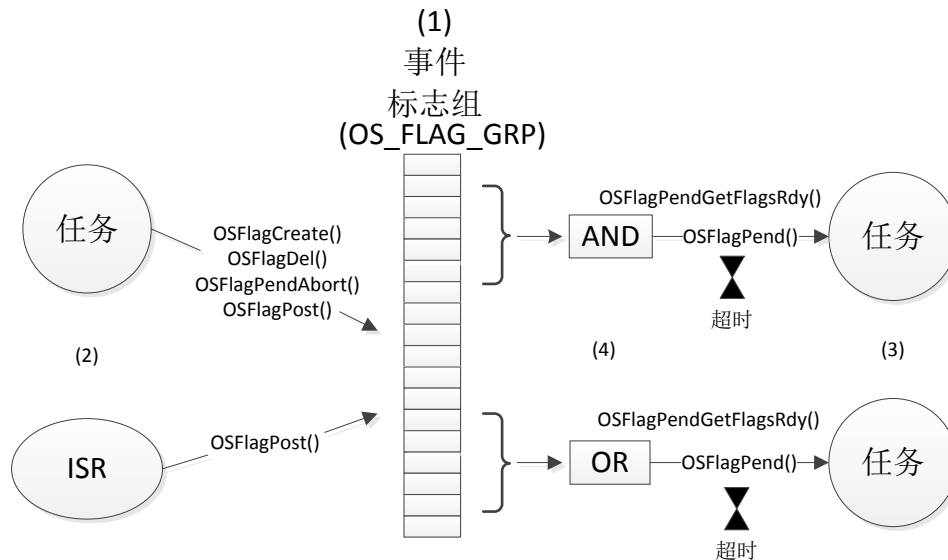 (1)
事件
标志组
(OS_FLAG_GRP)
任务
OSFlagCreate()
OSFlagDel()
OSFlagPendAbort()
OSFlagPost()
(2)
ISR
OSFlagPost()
OSFlagPendGetFlagsRdy()
AND
OSFlagPend()
超时
任务
(4)
(3)
OSFlagPendGetFlagsRdy()
OR
OSFlagPend()
超时
任务